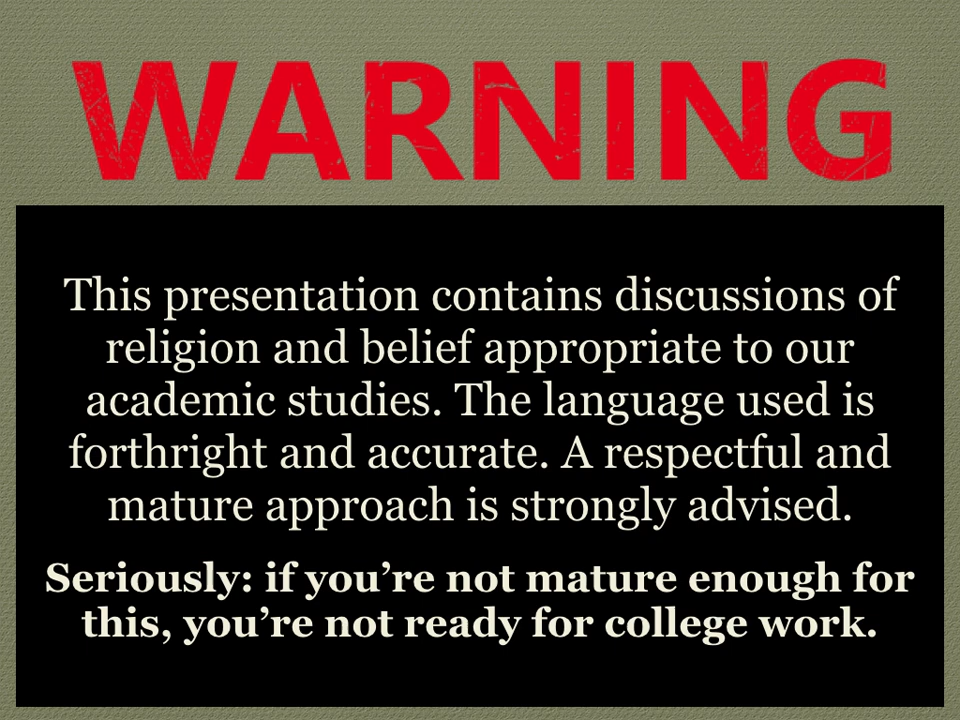 WARNING
This presentation contains discussions of
religion and belief appropriate to our
academic studies. The language used is
forthright and accurate. A respectful and
mature approach is strongly advised.
Seriously: if you’re not mature enough for
this, you’re not ready for college work.